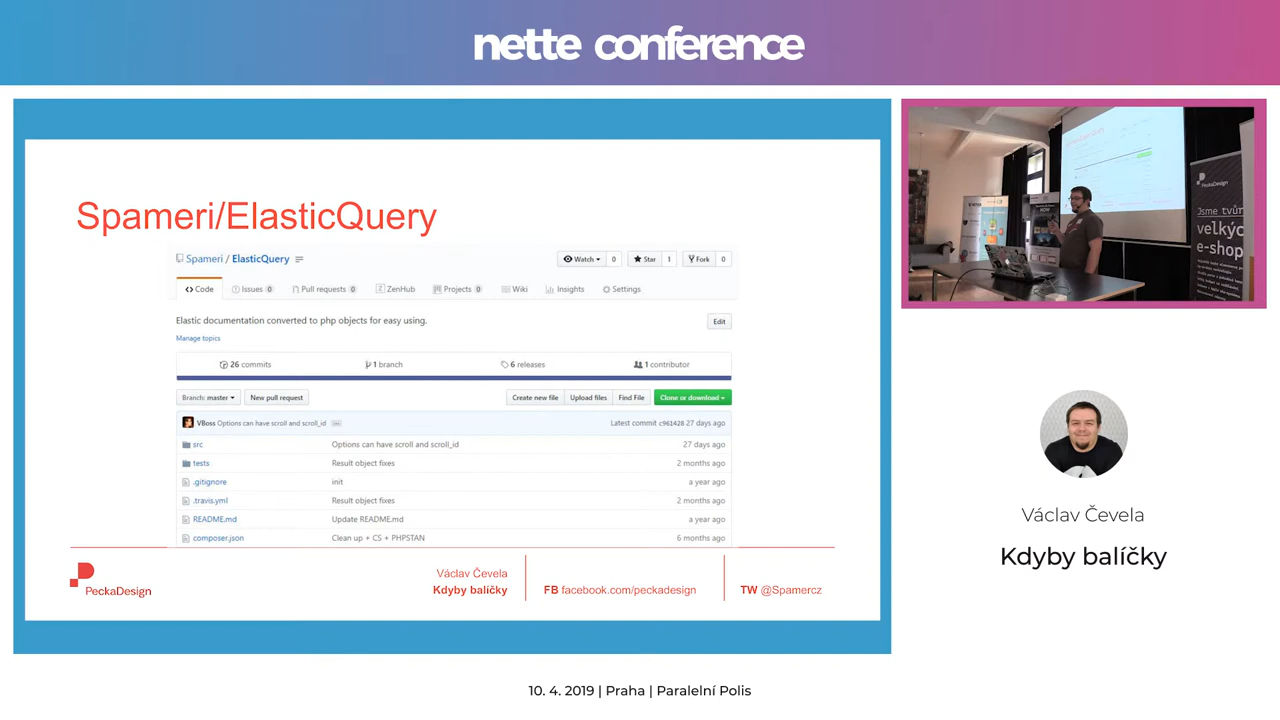 nette conference
Spameri/ElasticQuery
Spameri / ElasticQuery
Watch 0 Star 1 Fork 0
Code Issues 0 Pull requests 0 ZenHub Projects 0 Wiki Insights Settings
Elastic documentation converted to php objects for easy using. Edit
Manage topics
26 commits 1 branch 6 releases 1 contributor
Branch: master New pull request Create new file Upload files Find File Clone or download
VBoss Options can have scroll and scroll_id ... Latest commit c961428 27 days ago
src Options can have scroll and scroll_id 27 days ago
tests Result object fixes 2 months ago
.gitignore init a year ago
.travis.yml Result object fixes 2 months ago
README.md Update README.md a year ago
composer.json Clean up + CS + PHPSTAN 6 months ago
PeckaDesign
Václav Čevela
Kdyby balíčky
FB facebook.com/peckadesign
TW @Spamercz
PeckaDesign
Jsme tvůr
velkýc
e-shop
Václav Čevela
Kdyby balíčky
10. 4. 2019 | Praha | Paralelní Polis